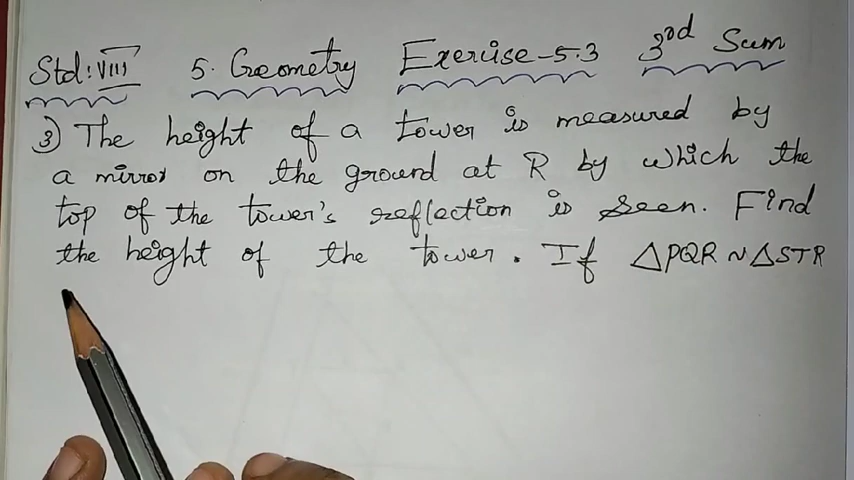 Std: VIII 5. Geometry Exercise-5.3 3rd Sum
3) The height of a tower is measured by
a mirror on the ground at R by which the
top of the tower's reflection is seen. Find
the height of the tower. If △PQR ~ △STR